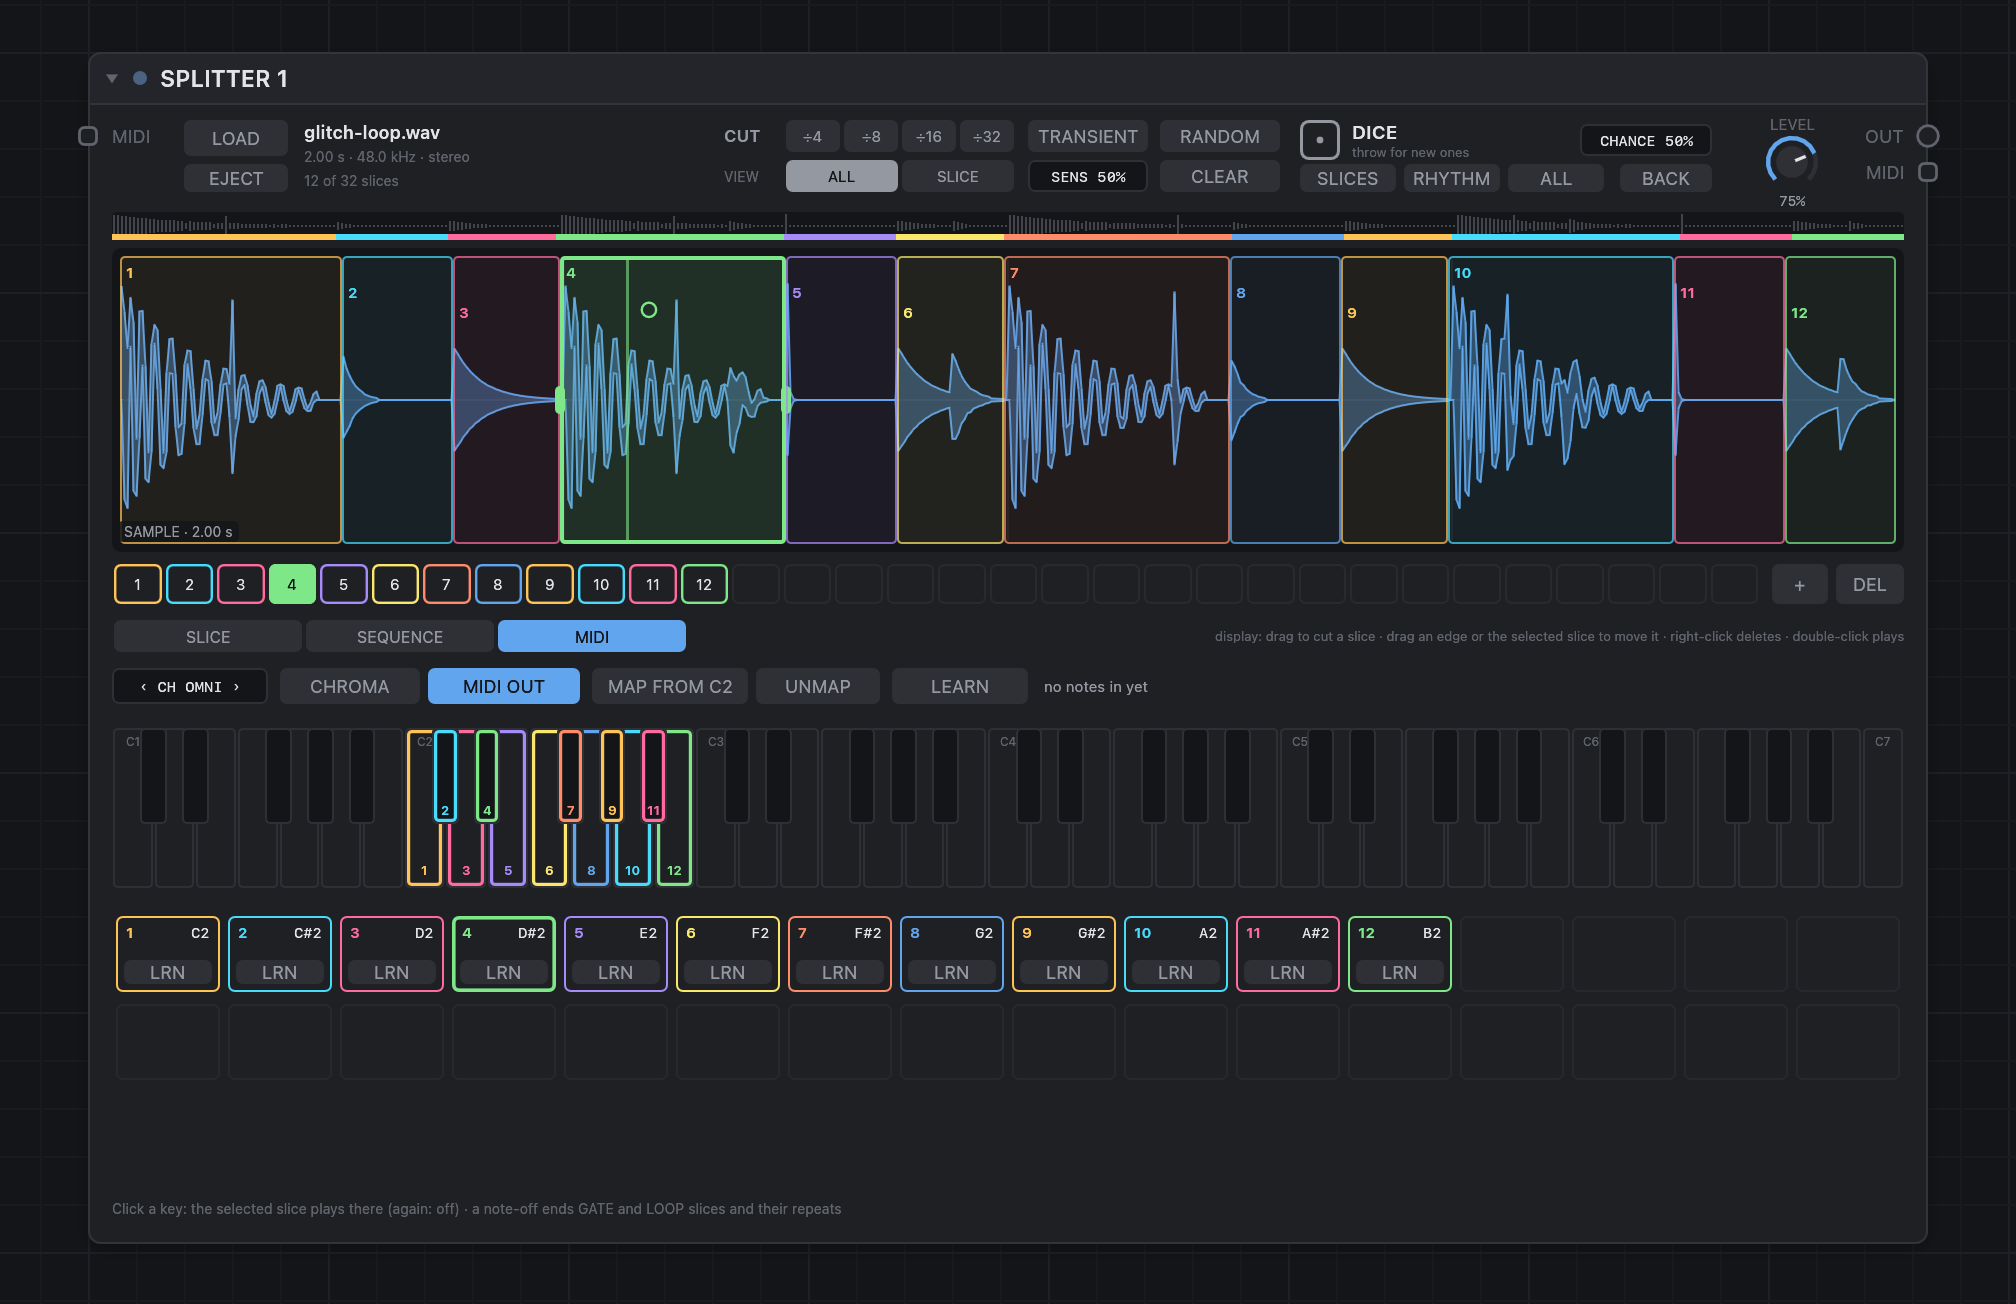 SPLITTER 1
MIDI
LOAD
EJECT
glitch-loop.wav
2.00 s · 48.0 kHz · stereo
12 of 32 slices
CUT ÷4 ÷8 ÷16 ÷32 TRANSIENT RANDOM
VIEW ALL SLICE SENS 50% CLEAR
DICE
throw for new ones
CHANCE 50%
SLICES RHYTHM ALL BACK
LEVEL
75%
OUT
MIDI
1 2 3 4 5 6 7 8 9 10 11 12
SAMPLE · 2.00 s
1 2 3 4 5 6 7 8 9 10 11 12 + DEL
SLICE SEQUENCE MIDI
display: drag to cut a slice · drag an edge or the selected slice to move it · right-click deletes · double-click plays
‹ CH OMNI › CHROMA MIDI OUT MAP FROM C2 UNMAP LEARN no notes in yet
C1 C2 C3 C4 C5 C6 C7
2 4 7 9 11
1 3 5 6 8 10 12
1 C2 2 C#2 3 D2 4 D#2 5 E2 6 F2 7 F#2 8 G2 9 G#2 10 A2 11 A#2 12 B2
LRN LRN LRN LRN LRN LRN LRN LRN LRN LRN LRN LRN
Click a key: the selected slice plays there (again: off) · a note-off ends GATE and LOOP slices and their repeats